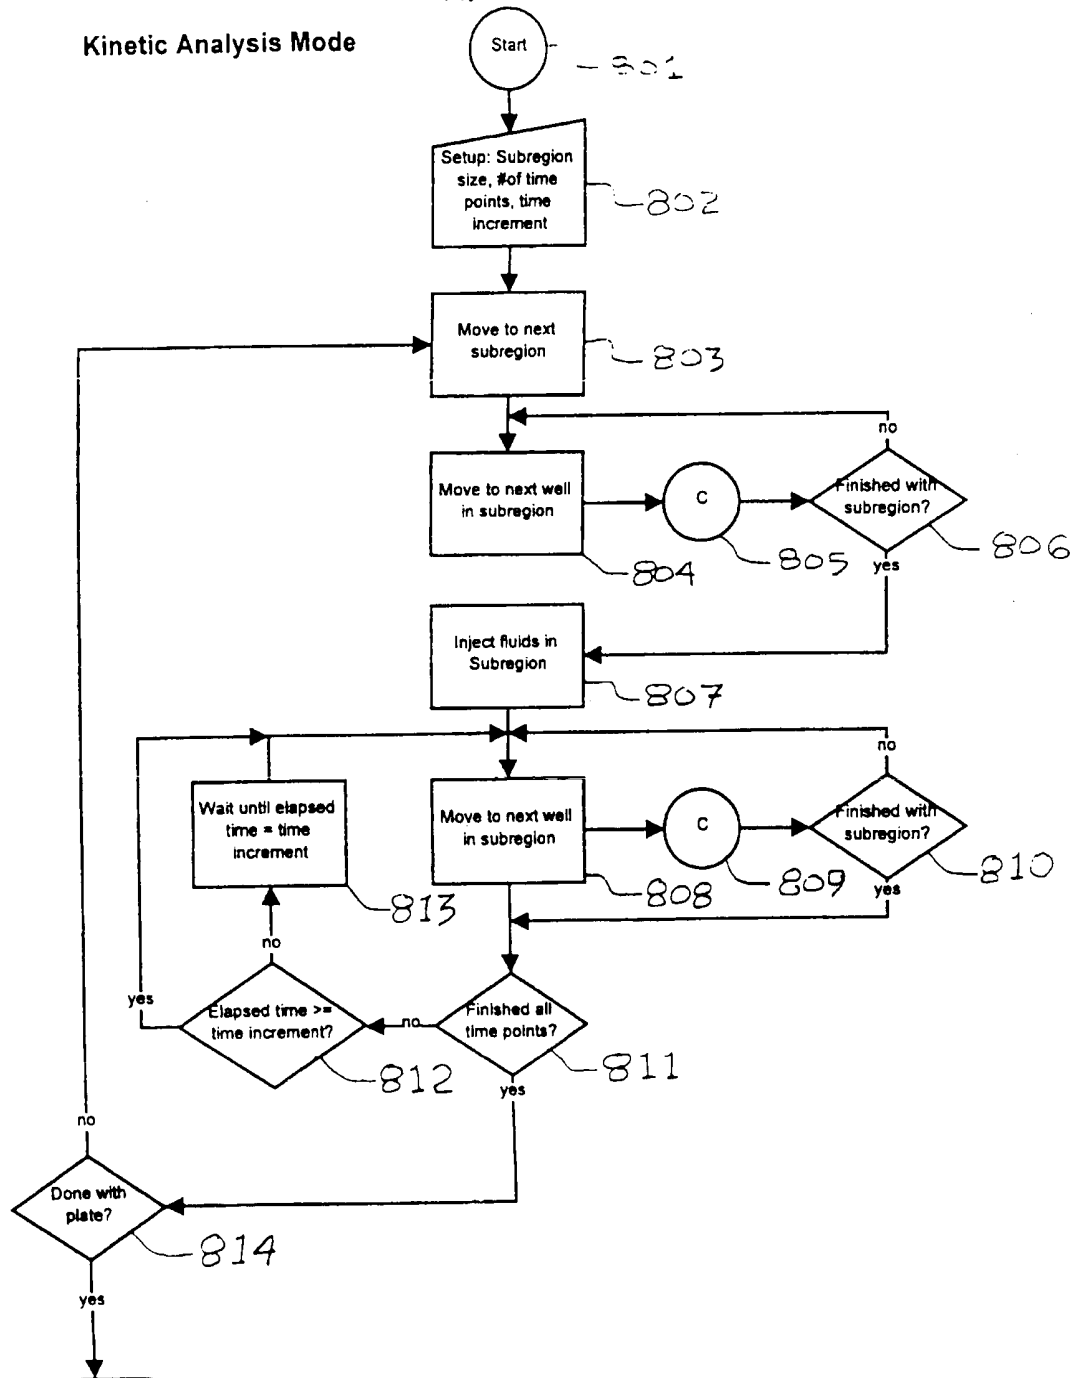 Kinetic Analysis Mode
Start
801
Setup: Subregion
size, #of time
points, time
increment
802
Move to next
subregion
803
no
Move to next well
in subregion
C
Finished with
subregion?
804
805
806
yes
Inject fluids in
Subregion
807
no
Wait until elapsed
time = time
increment
Move to next well
in subregion
C
Finished with
subregion?
813
808
809
810
yes
no
yes
Elapsed time >=
time increment?
no
Finished all
time points?
812
811
yes
no
Done with
plate?
814
yes